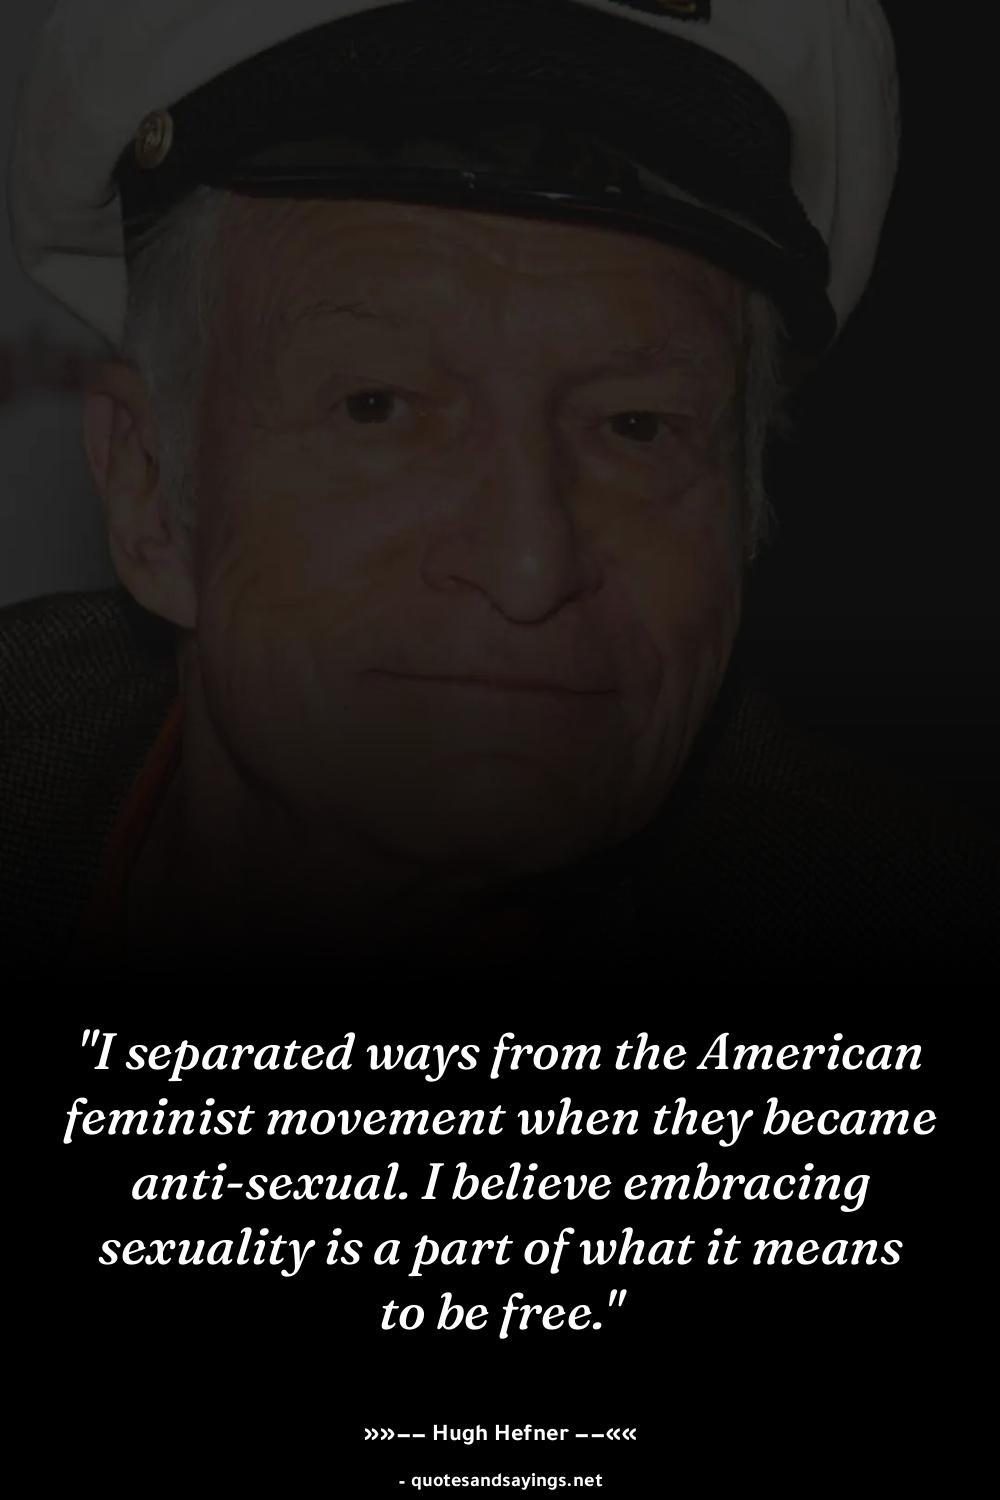 "I separated ways from the American
feminist movement when they became
anti-sexual. I believe embracing
sexuality is a part of what it means
to be free."
»»−− Hugh Hefner −−««
- quotesandsayings.net